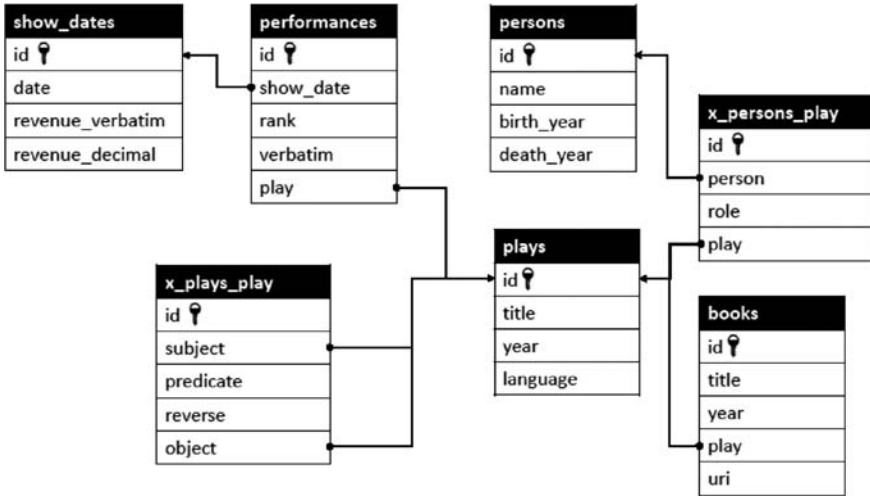 show_dates
id
date
revenue_verbatim
revenue_decimal
performances
id
show_date
rank
verbatim
play
persons
id
name
birth_year
death_year
x_persons_play
id
person
role
play
x_plays_play
id
subject
predicate
reverse
object
plays
id
title
year
language
books
id
title
year
play
uri